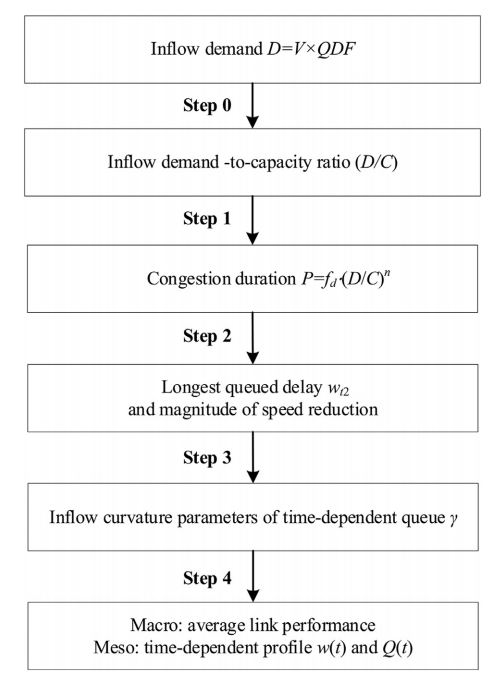 Inflow demand D=V×QDF
Step 0
Inflow demand -to-capacity ratio (D/C)
Step 1
Congestion duration P=f_d·(D/C)^n
Step 2
Longest queued delay w_t2
and magnitude of speed reduction
Step 3
Inflow curvature parameters of time-dependent queue γ
Step 4
Macro: average link performance
Meso: time-dependent profile w(t) and Q(t)